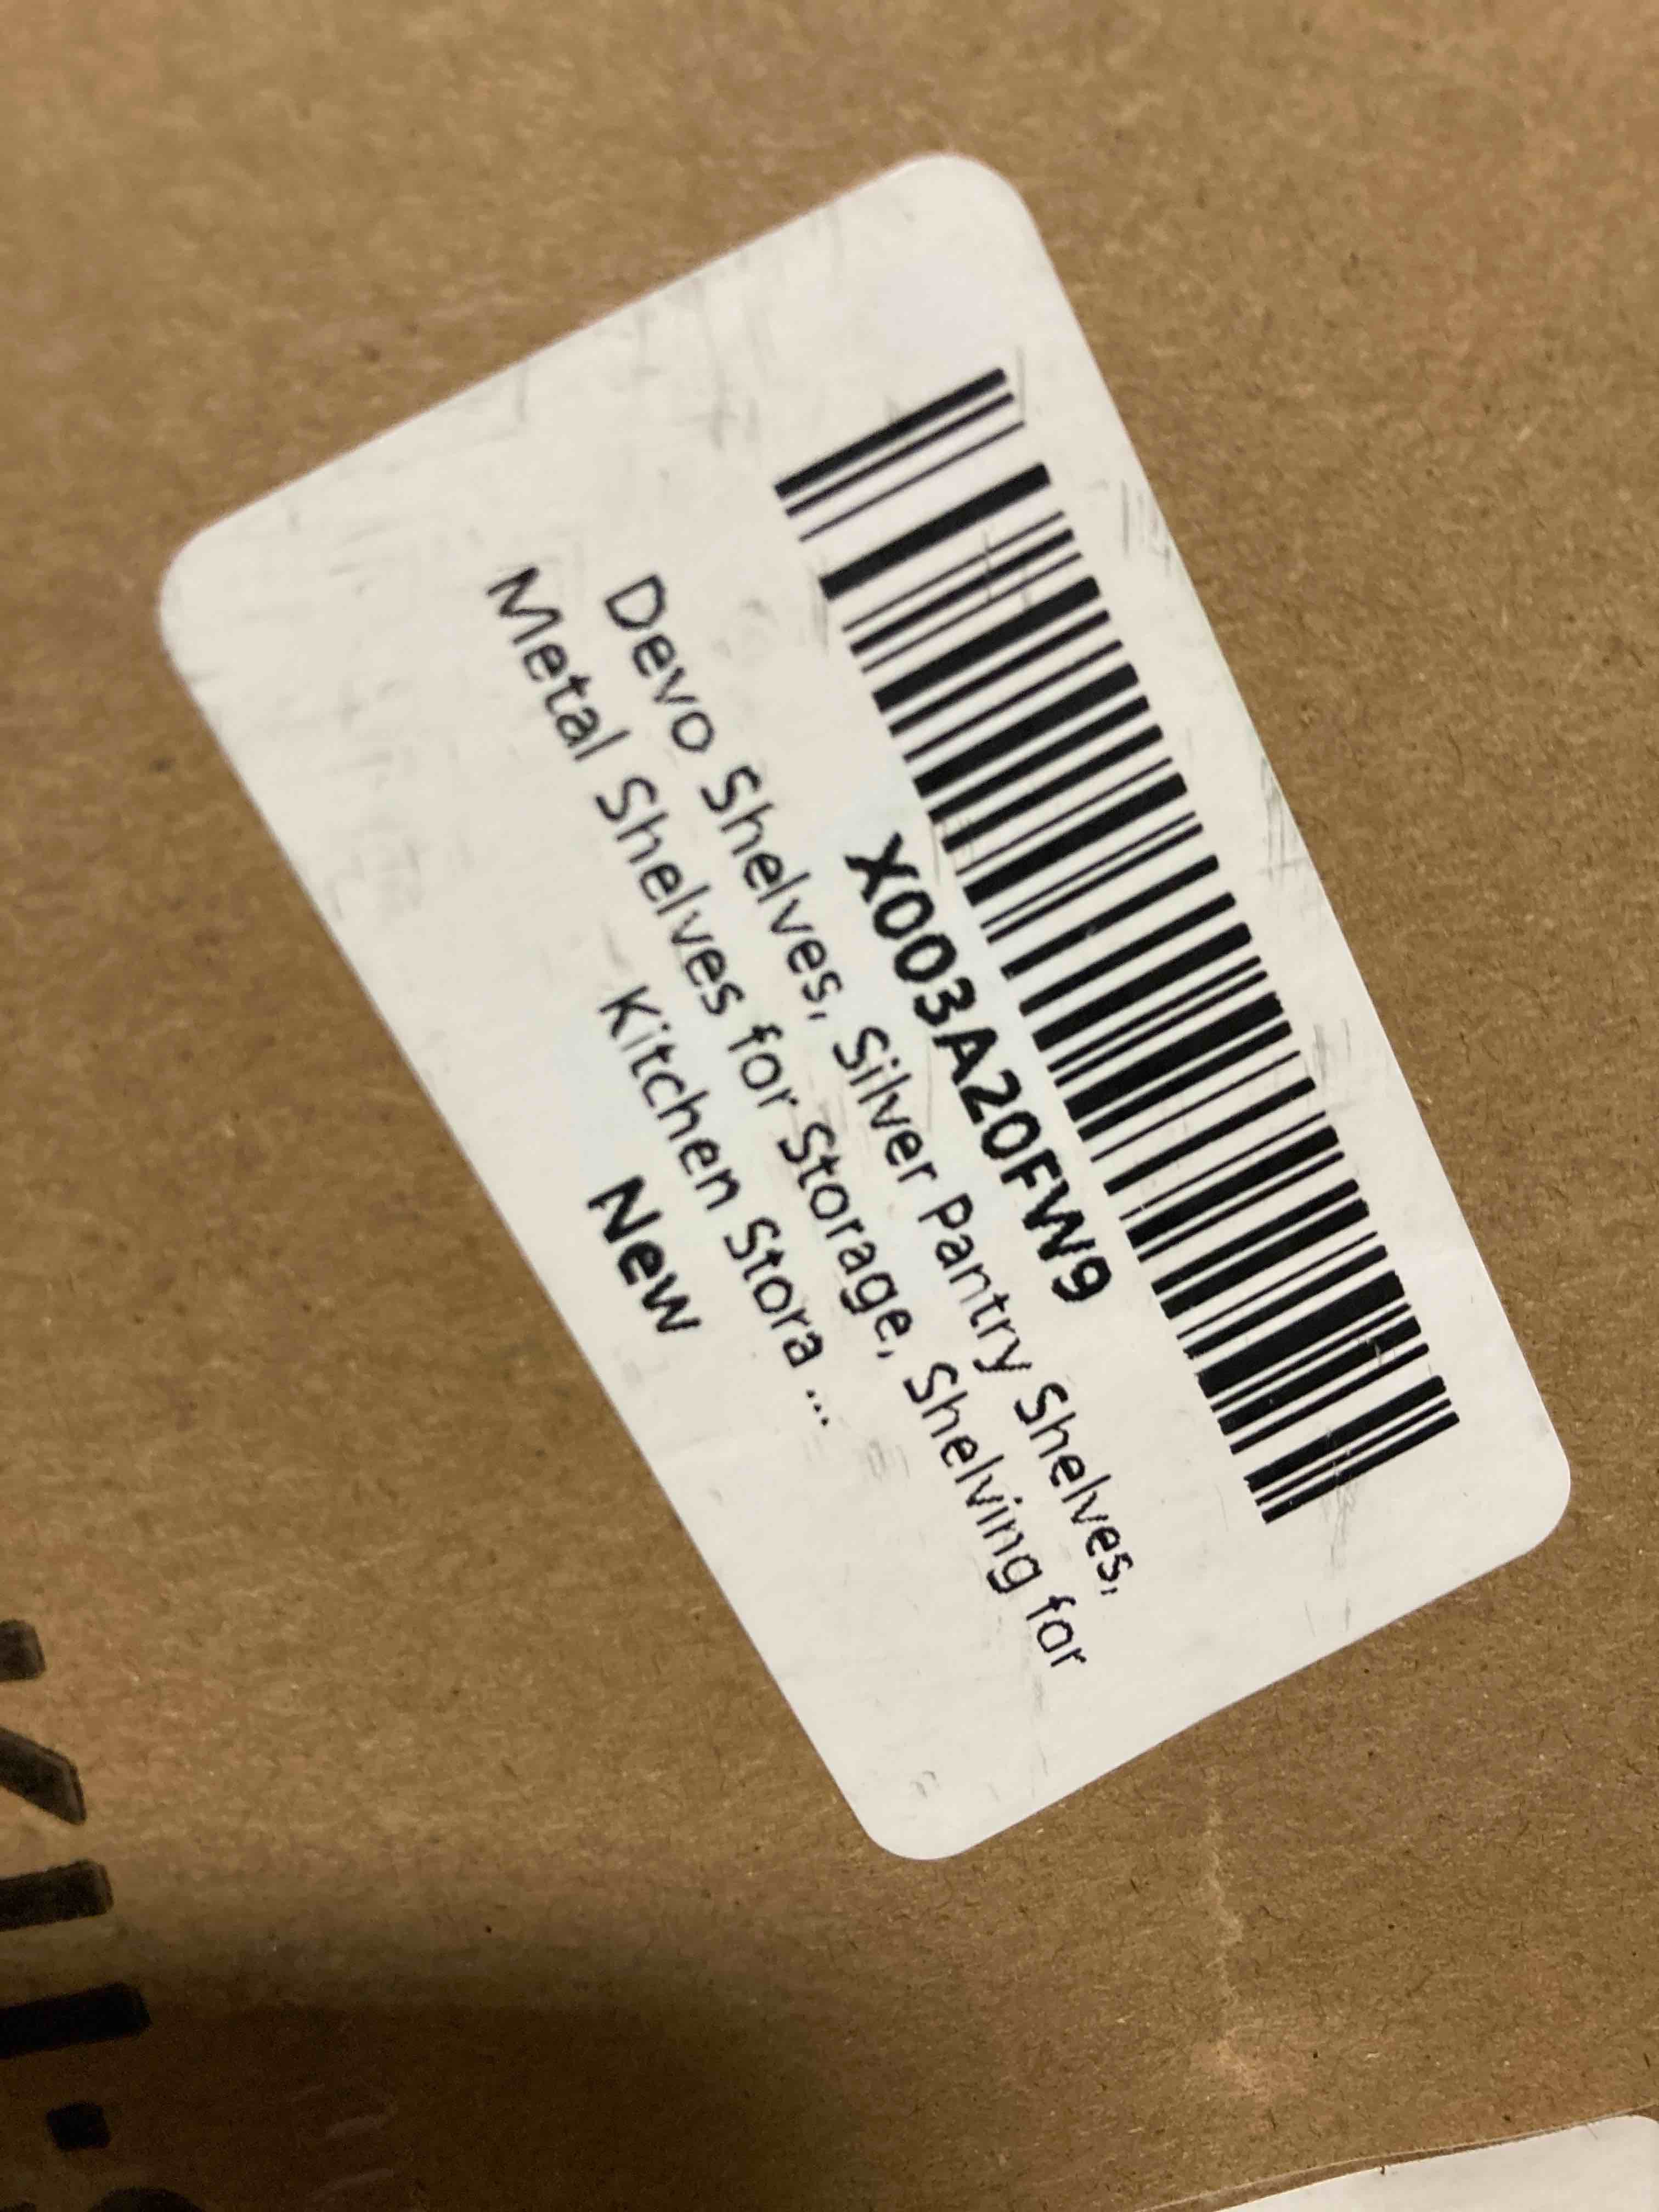 X003A20FW9
Devo Shelves, Silver Pantry Shelves,
Metal Shelves for Storage, Shelving for
Kitchen Stora ...
New